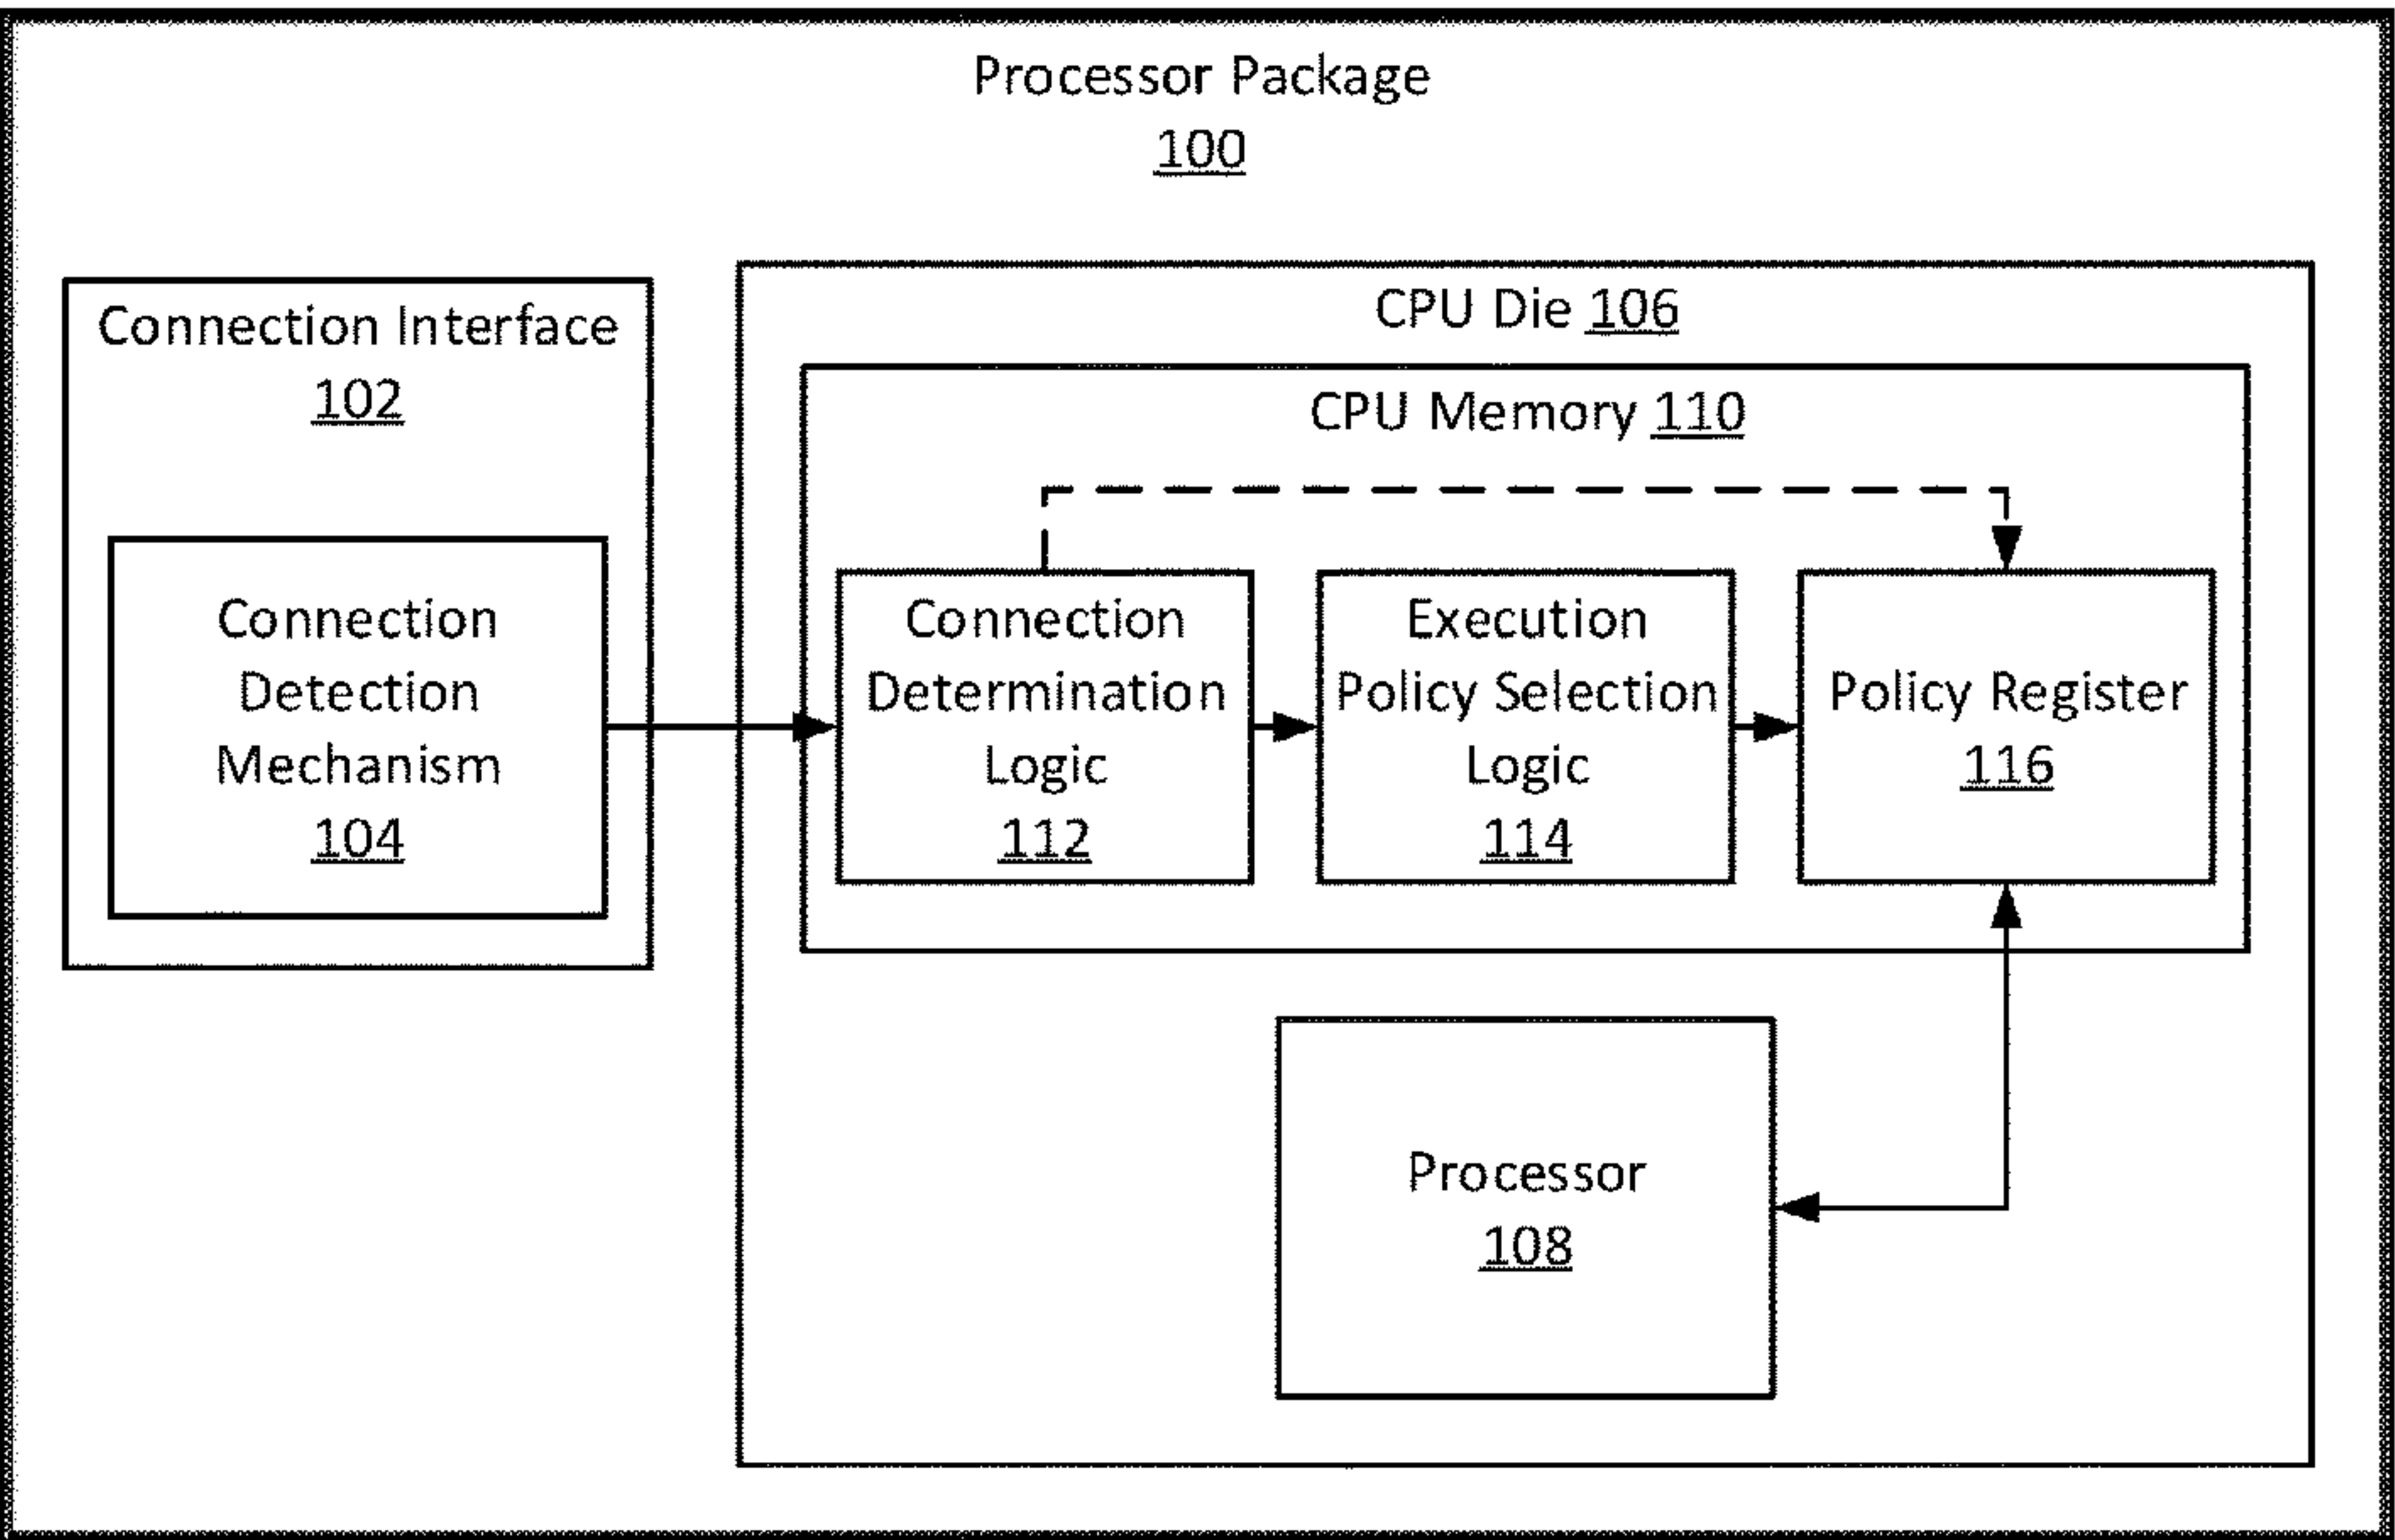 Processor Package
100
Connection Interface
102
Connection
Detection
Mechanism
104
CPU Die 106
CPU Memory 110
Connection
Determination
Logic
112
Execution
Policy Selection
Logic
114
Policy Register
116
Processor
108